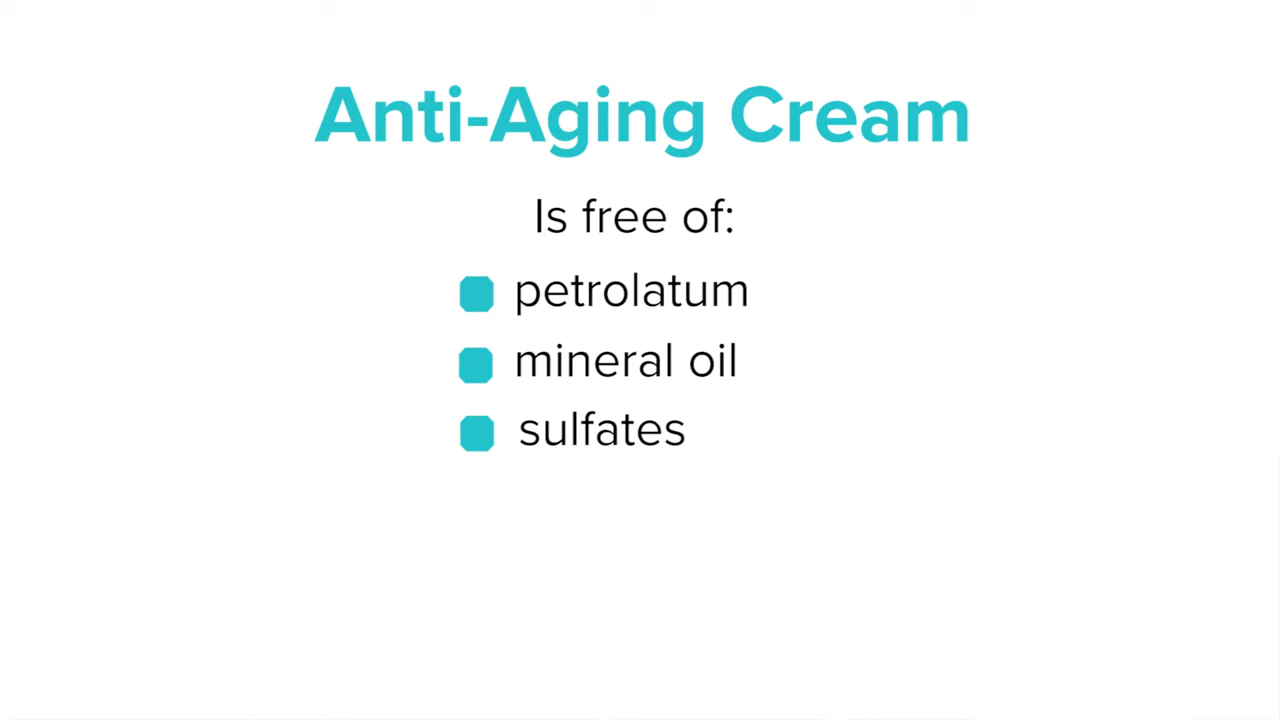 Anti-Aging Cream
Is free of:
petrolatum
mineral oil
sulfates